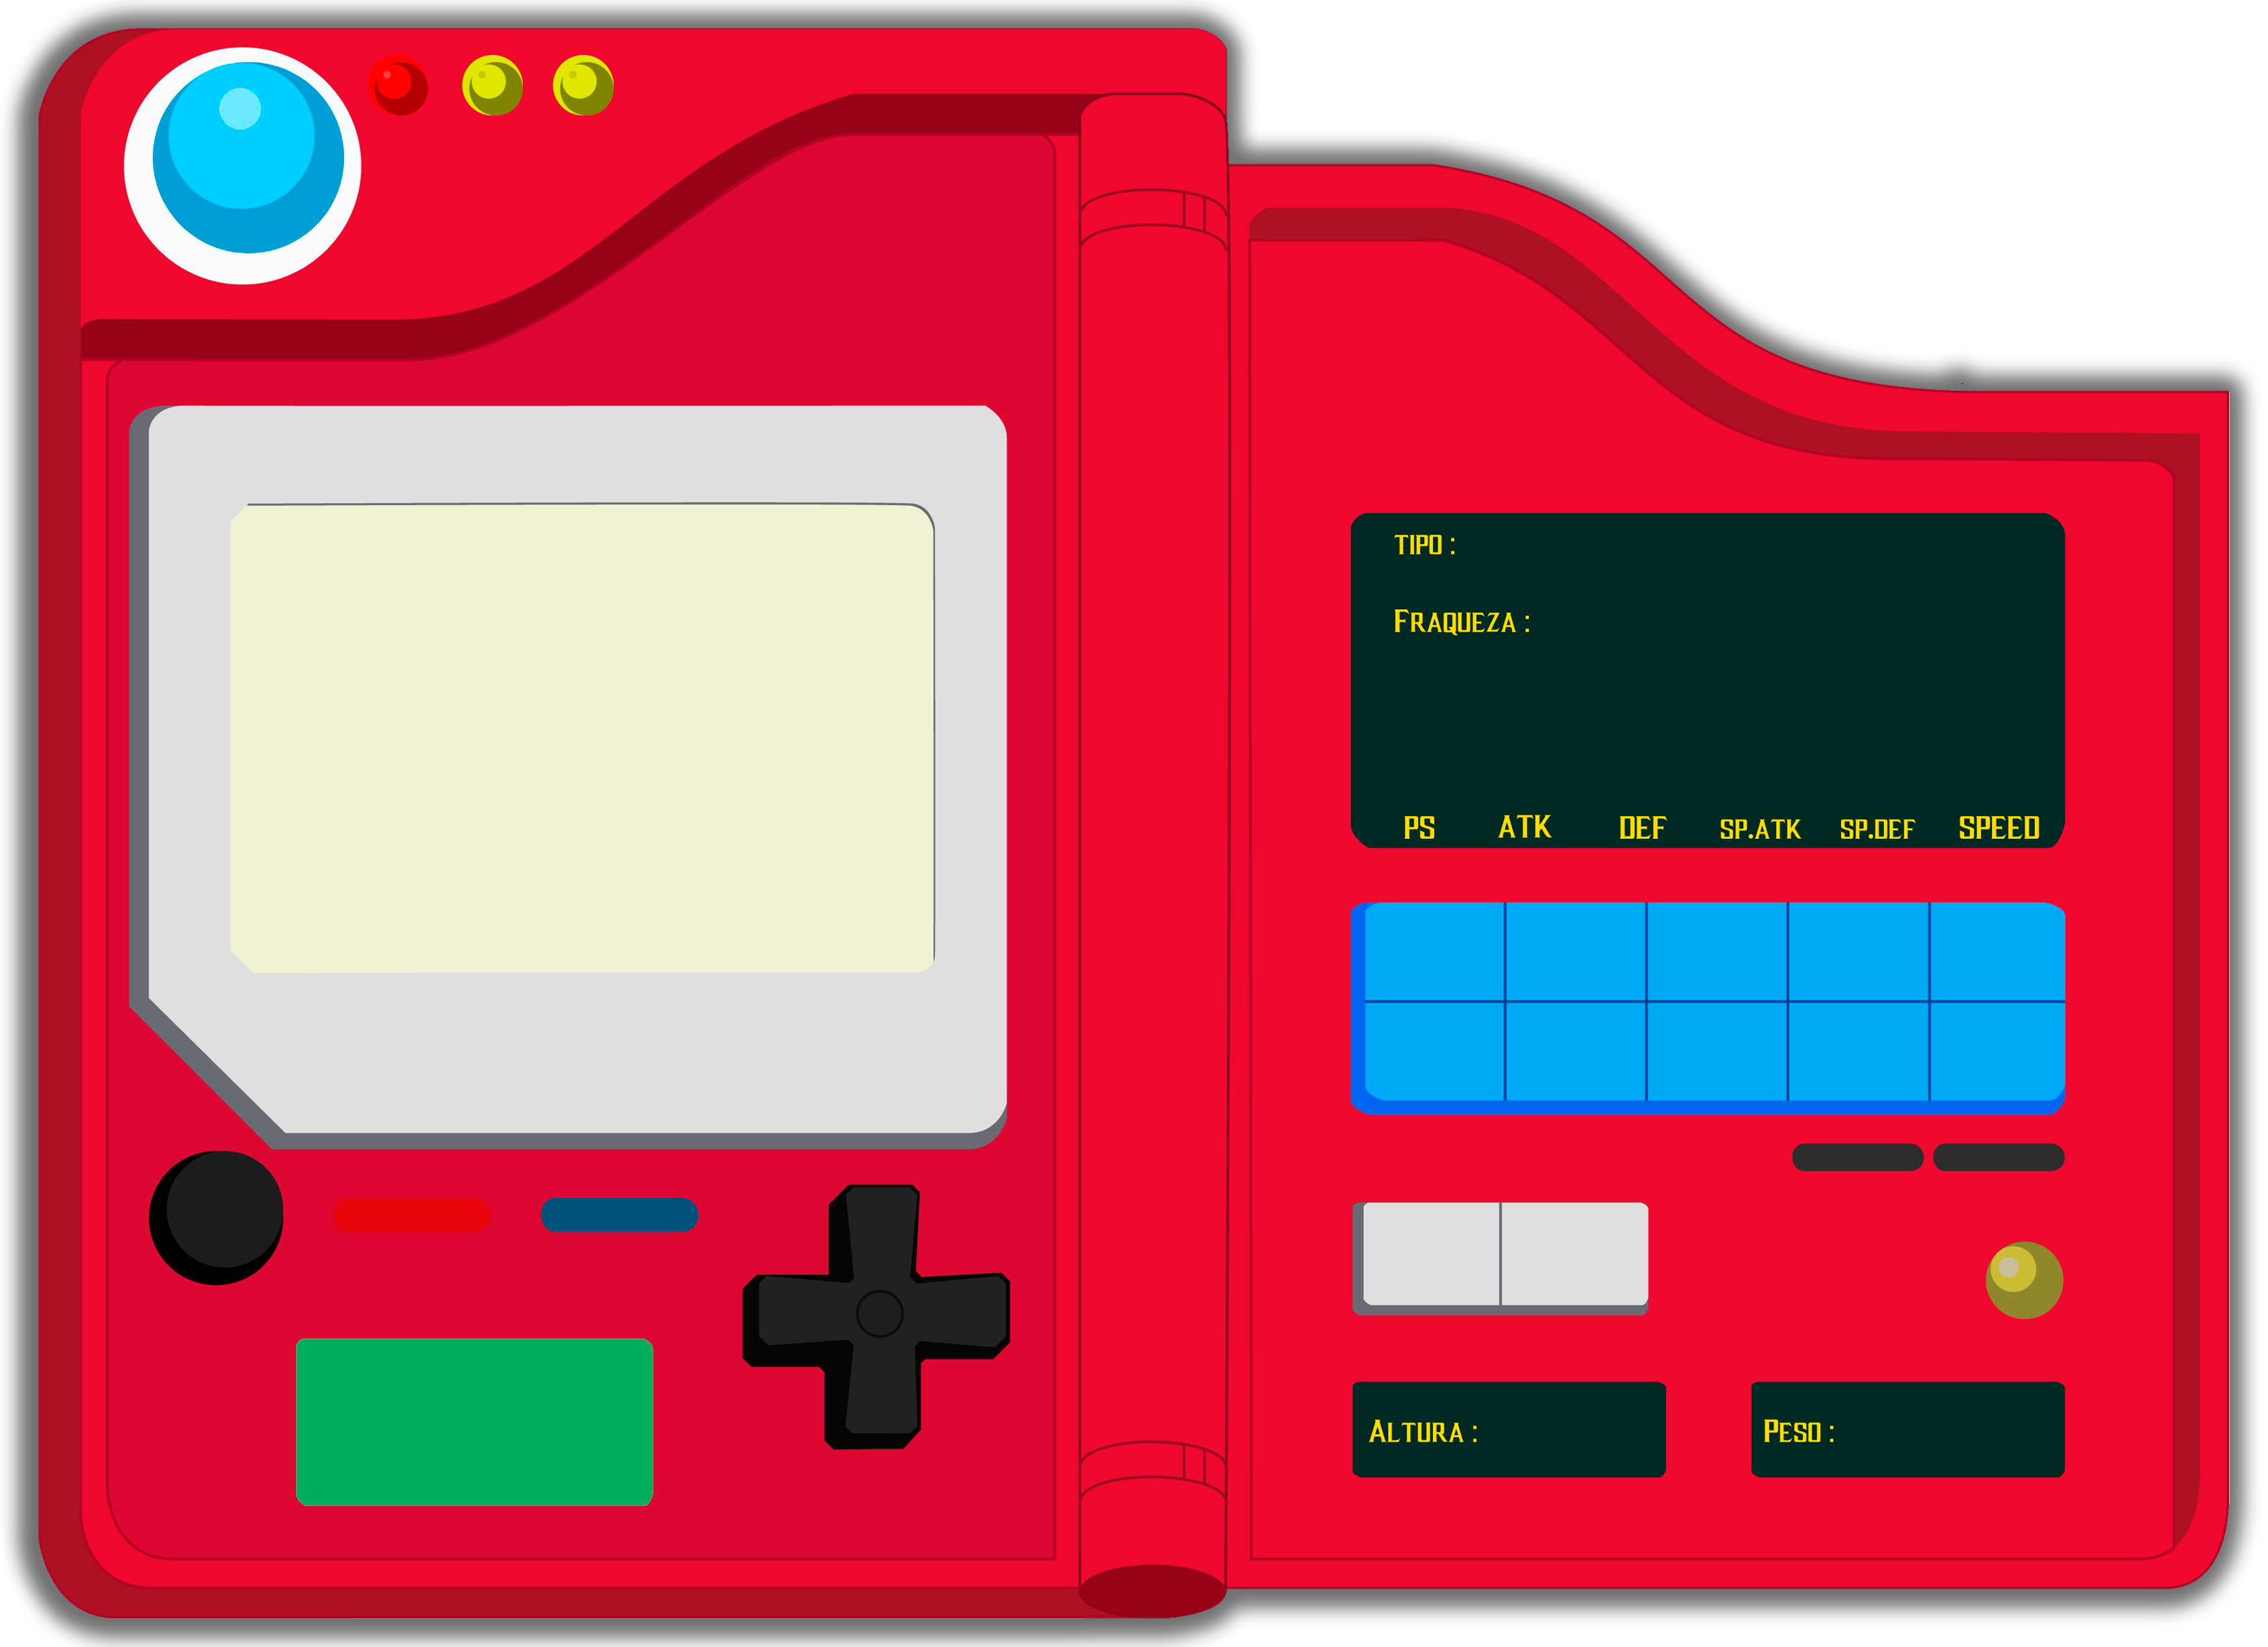 TIPO :
FRAQUEZA :
PS ATK DEF SP.ATK SP.DEF SPEED
ALTURA : PESO :